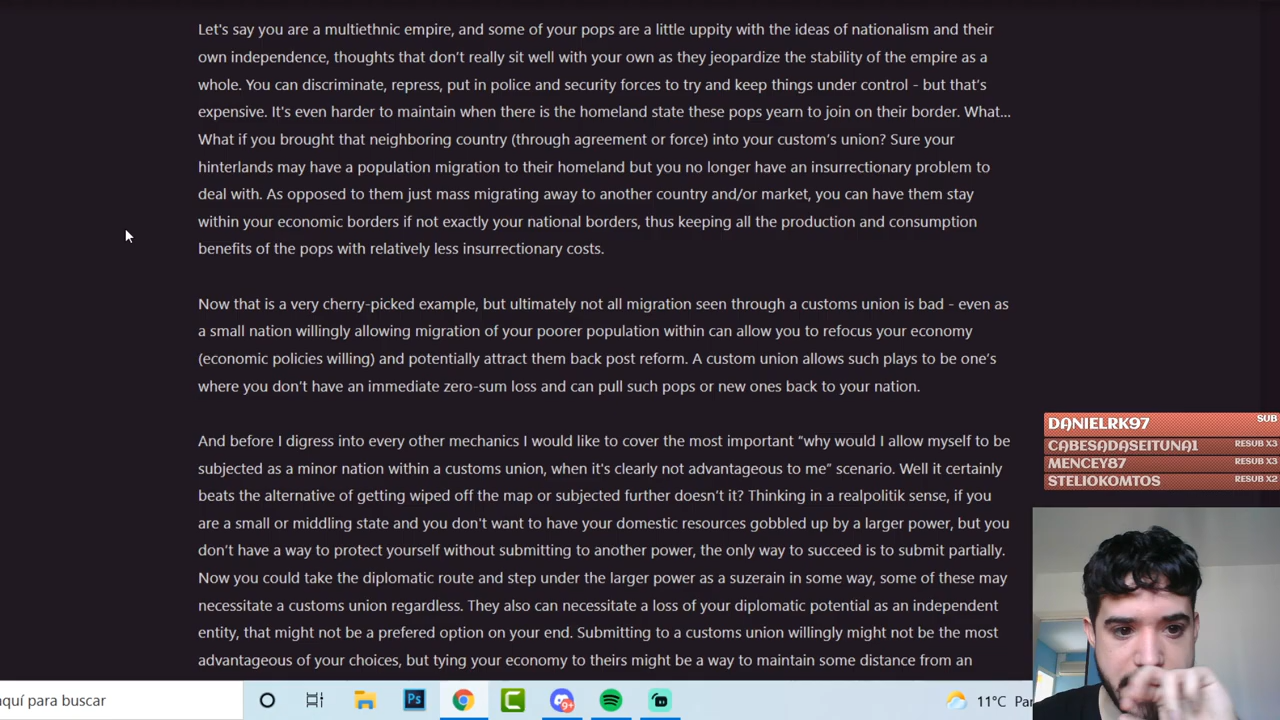 Let's say you are a multiethnic empire, and some of your pops are a little uppity with the ideas of nationalism and their
own independence, thoughts that don't really sit well with your own as they jeopardize the stability of the empire as a
whole. You can discriminate, repress, put in police and security forces to try and keep things under control - but that's
expensive. It's even harder to maintain when there is the homeland state these pops yearn to join on their border. What...
What if you brought that neighboring country (through agreement or force) into your custom's union? Sure your
hinterlands may have a population migration to their homeland but you no longer have an insurrectionary problem to
deal with. As opposed to them just mass migrating away to another country and/or market, you can have them stay
within your economic borders if not exactly your national borders, thus keeping all the production and consumption
benefits of the pops with relatively less insurrectionary costs.
Now that is a very cherry-picked example, but ultimately not all migration seen through a customs union is bad - even as
a small nation willingly allowing migration of your poorer population within can allow you to refocus your economy
(economic policies willing) and potentially attract them back post reform. A custom union allows such plays to be one's
where you don't have an immediate zero-sum loss and can pull such pops or new ones back to your nation.
And before I digress into every other mechanics I would like to cover the most important “why would I allow myself to be
subjected as a minor nation within a customs union, when it's clearly not advantageous to me” scenario. Well it certainly
beats the alternative of getting wiped off the map or subjected further doesn't it? Thinking in a realpolitik sense, if you
are a small or middling state and you don't want to have your domestic resources gobbled up by a larger power, but you
don't have a way to protect yourself without submitting to another power, the only way to succeed is to submit partially.
Now you could take the diplomatic route and step under the larger power as a suzerain in some way, some of these may
necessitate a customs union regardless. They also can necessitate a loss of your diplomatic potential as an independent
entity, that might not be a prefered option on your end. Submitting to a customs union willingly might not be the most
advantageous of your choices, but tying your economy to theirs might be a way to maintain some distance from an
DANIELRK97 SUB
CABESADASEITUNA1 RESUB X3
MENCEY87 RESUB X3
STELIOKOMTOS RESUB X2
aquí para buscar
Ps
9+
11°C Par